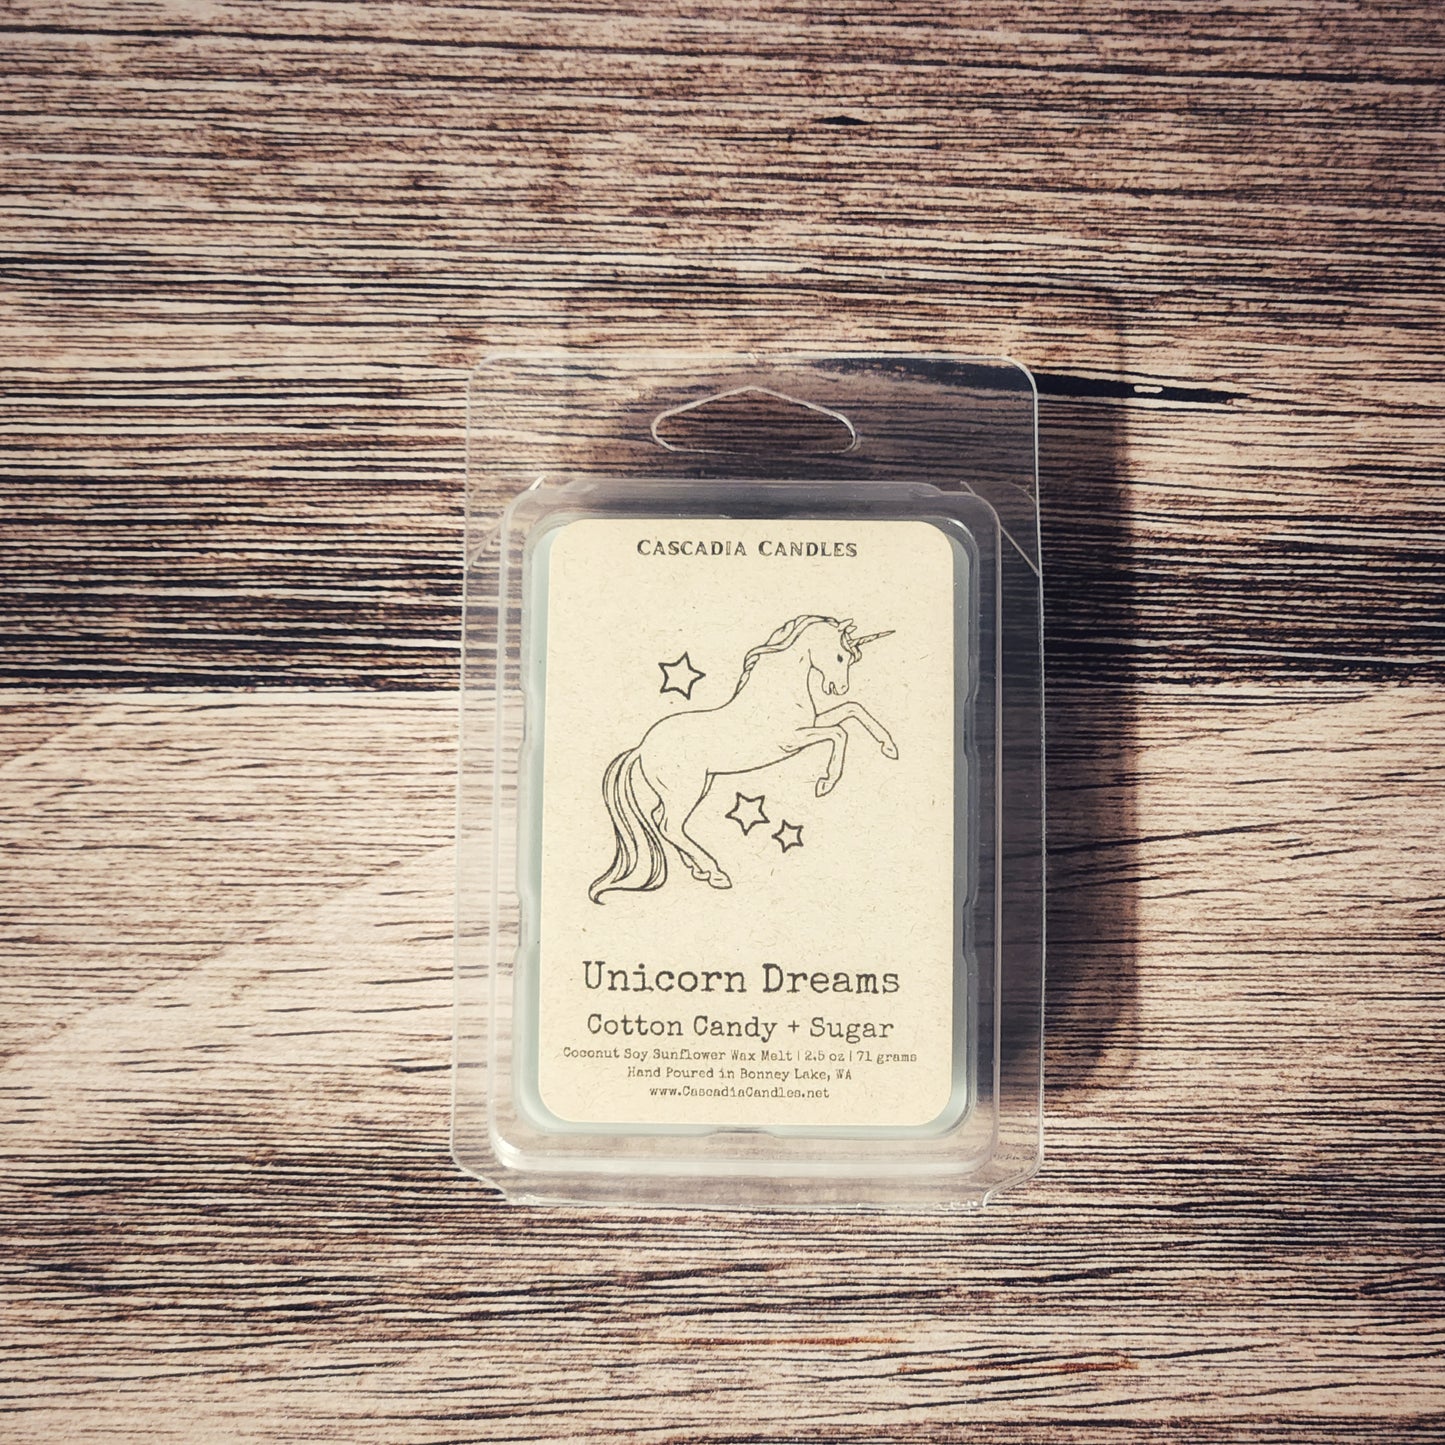 CASCADIA CANDLES
Unicorn Dreams
Cotton Candy + Sugar
Coconut Soy Sunflower Wax Melt | 2.5 oz | 71 grams
Hand Poured in Bonney Lake, WA
www.CascadiaCandles.net